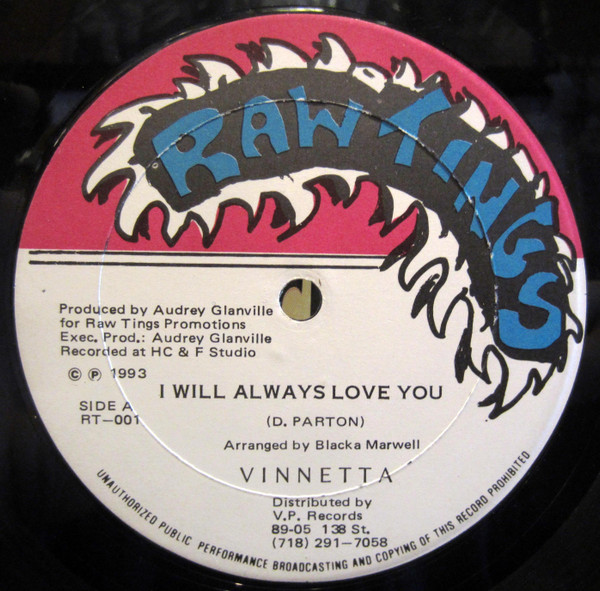 RAW TINGS
Produced by Audrey Glanville
for Raw Tings Promotions
Exec. Prod.: Audrey Glanville
Recorded at HC & F Studio
© ℗ 1993
I WILL ALWAYS LOVE YOU
SIDE A
RT—001
(D. PARTON)
Arranged by Blacka Marwell
VINNETTA
Distributed by
V.P. Records
89-05 138 St.
(718) 291—7058
UNAUTHORIZED PUBLIC PERFORMANCE BROADCASTING AND COPYING OF THIS RECORD PROHIBITED